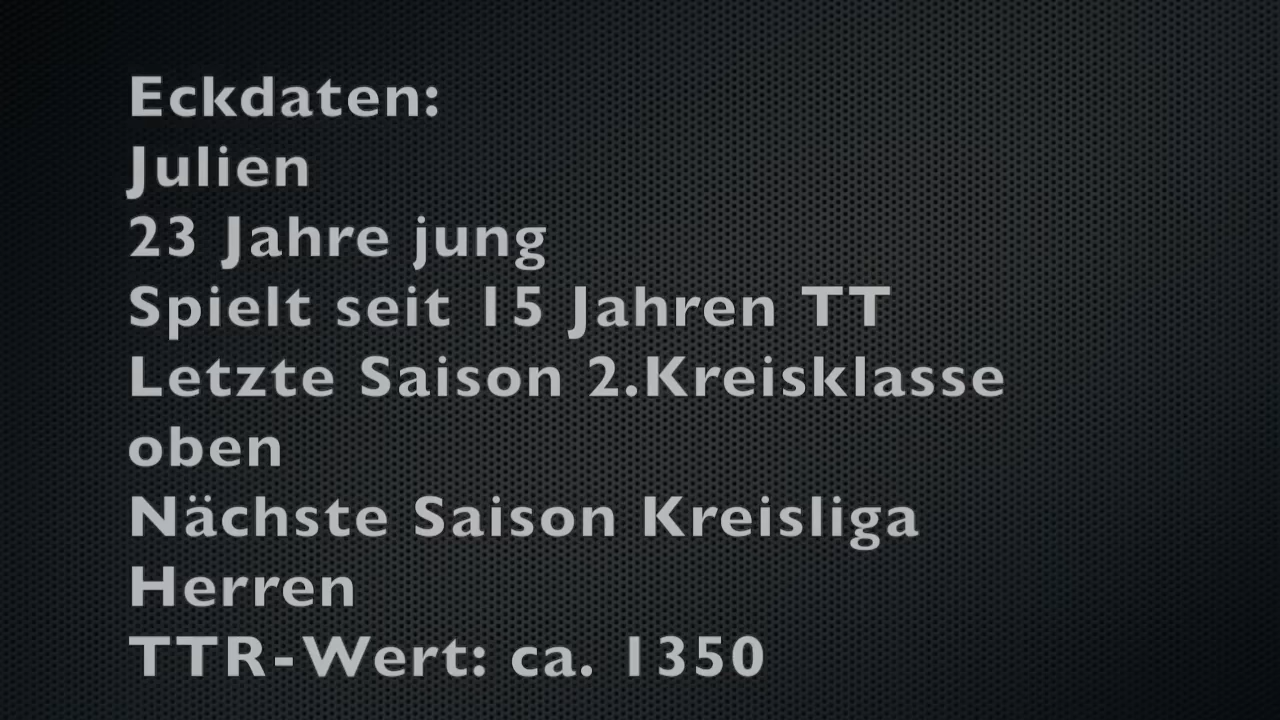 Eckdaten:
Julien
23 Jahre jung
Spielt seit 15 Jahren TT
Letzte Saison 2.Kreisklasse
oben
Nächste Saison Kreisliga
Herren
TTR-Wert: ca. 1350